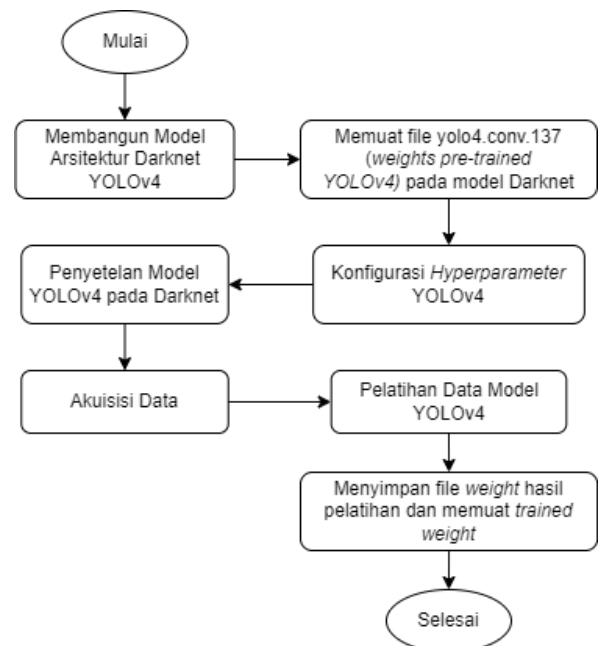 Mulai
Membangun Model
Arsitektur Darknet
YOLOv4
Memuat file yolo4.conv.137
(weights pre-trained
YOLOv4) pada model Darknet
Konfigurasi Hyperparameter
YOLOv4
Penyetelan Model
YOLOv4 pada Darknet
Akuisisi Data
Pelatihan Data Model
YOLOv4
Menyimpan file weight hasil
pelatihan dan memuat trained
weight
Selesai